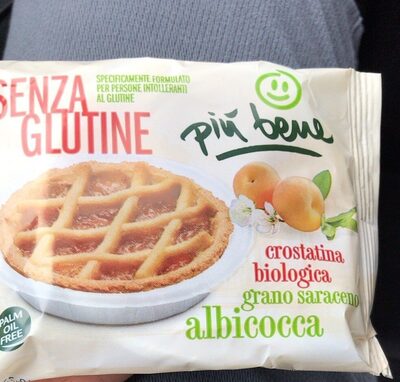 SENZA
GLUTINE
SPECIFICAMENTE FORMULATO
PER PERSONE INTOLLERANTI
AL GLUTINE
più bene
crostatina
biologica
grano saraceno
albicocca
PALM
OIL
FREE